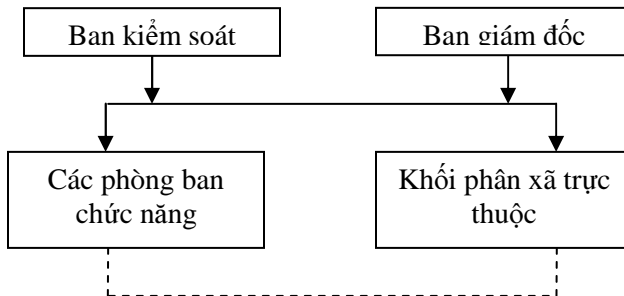 Ban kiểm soát
Ban giám đốc
Các phòng ban
chức năng
Khối phân xã trực
thuộc